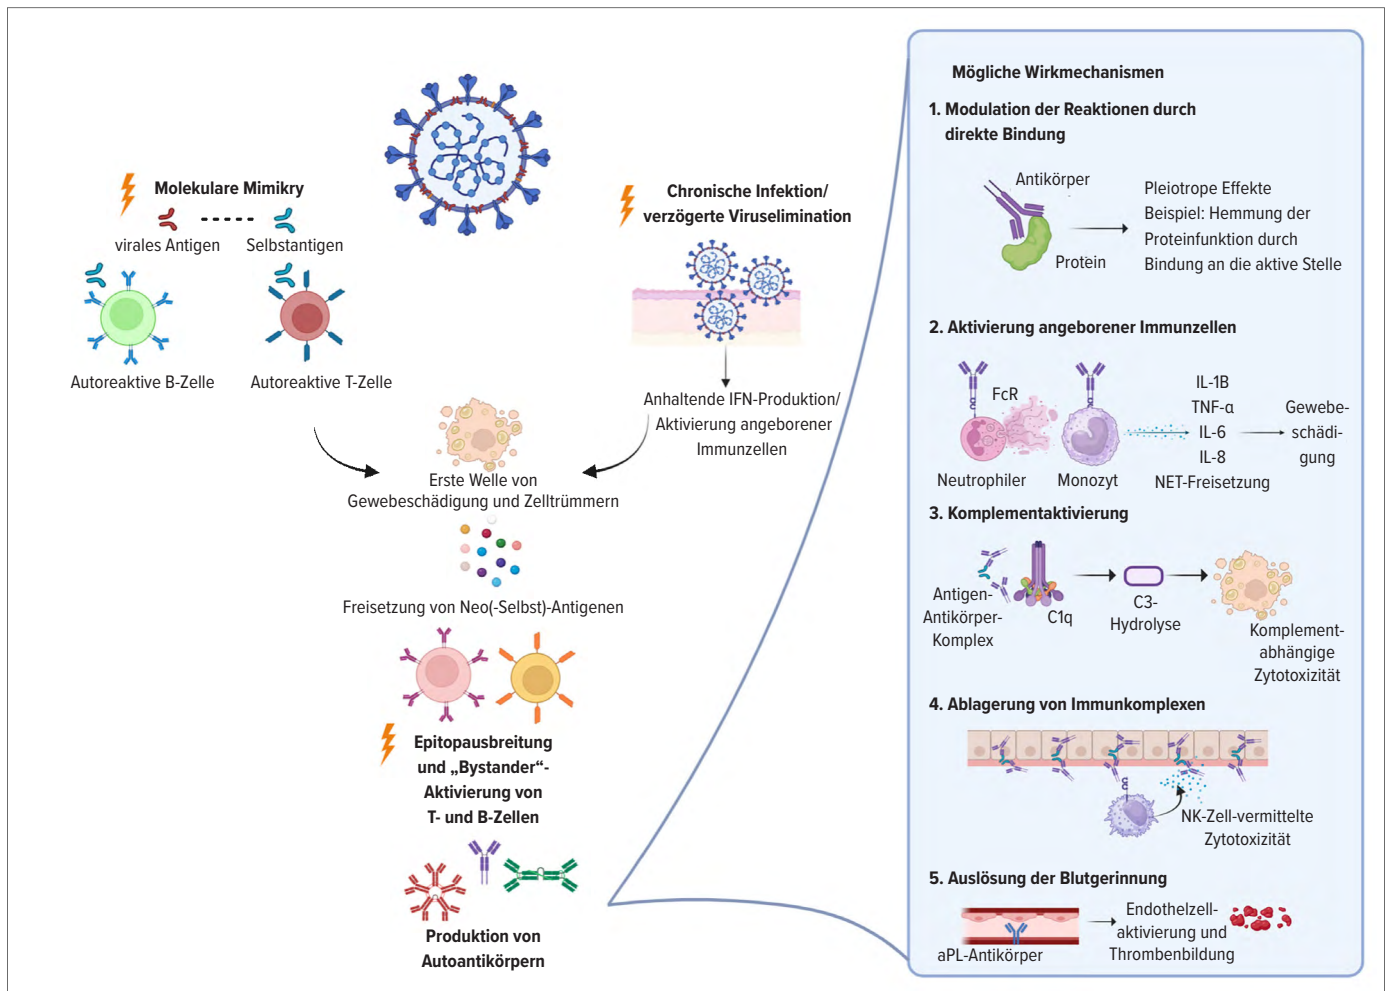 Molekulare Mimikry
virales Antigen
Selbstantigen
Autoreaktive B-Zelle
Autoreaktive T-Zelle
Chronische Infektion/
verzögerte Viruselimination
Anhaltende IFN-Produktion/
Aktivierung angeborener
Immunzellen
Erste Welle von
Gewebeschädigung und Zelltrümmern
Freisetzung von Neo(-Selbst)-Antigenen
Epitopausbreitung
und „Bystander“-
Aktivierung von
T- und B-Zellen
Produktion von
Autoantikörpern
Mögliche Wirkmechanismen
1. Modulation der Reaktionen durch
direkte Bindung
Antikörper
Protein
Pleiotrope Effekte
Beispiel: Hemmung der
Proteinfunktion durch
Bindung an die aktive Stelle
2. Aktivierung angeborener Immunzellen
FcR
Neutrophiler
Monozyt
IL-1B
TNF-α
IL-6
IL-8
NET-Freisetzung
Gewebe-
schädi-
gung
3. Komplementaktivierung
Antigen-
Antikörper-
Komplex
C1q
C3-
Hydrolyse
Komplement-
abhängige
Zytotoxizität
4. Ablagerung von Immunkomplexen
NK-Zell-vermittelte
Zytotoxizität
5. Auslösung der Blutgerinnung
aPL-Antikörper
Endothelzell-
aktivierung und
Thrombenbildung